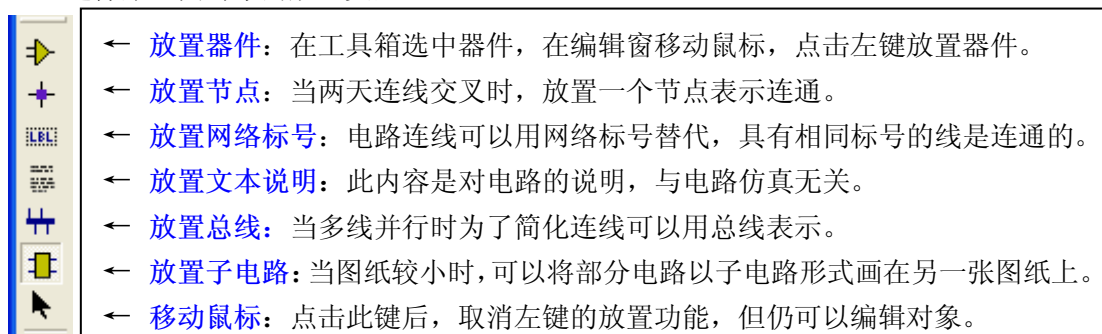 ← 放置器件：在工具箱选中器件，在编辑窗移动鼠标，点击左键放置器件。
← 放置节点：当两天连线交叉时，放置一个节点表示连通。
LBL
← 放置网络标号：电路连线可以用网络标号替代，具有相同标号的线是连通的。
← 放置文本说明：此内容是对电路的说明，与电路仿真无关。
← 放置总线：当多线并行时为了简化连线可以用总线表示。
← 放置子电路：当图纸较小时，可以将部分电路以子电路形式画在另一张图纸上。
← 移动鼠标：点击此键后，取消左键的放置功能，但仍可以编辑对象。